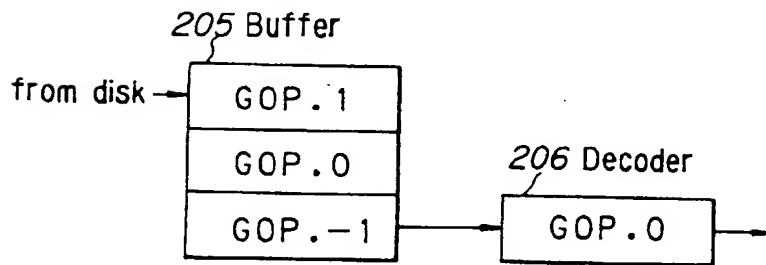 205 Buffer
from disk
GOP.1
GOP.0
206 Decoder
GOP.-1
GOP.0